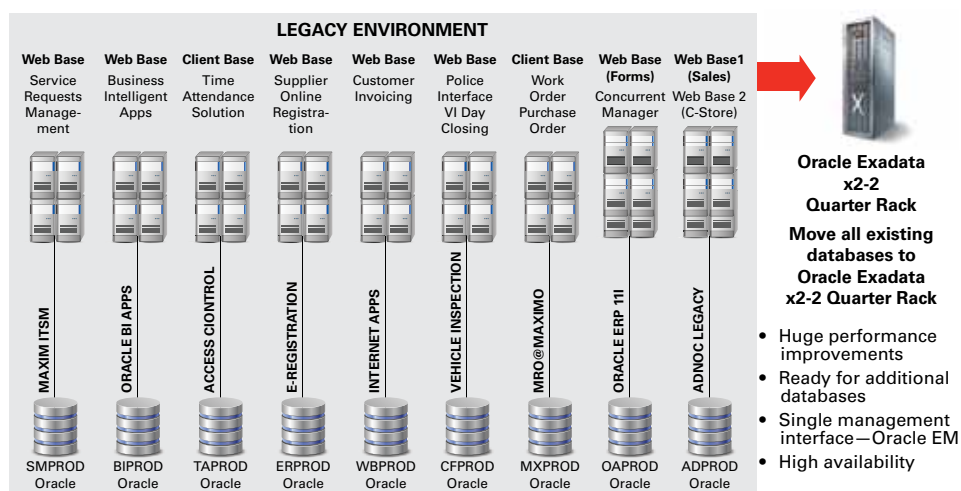 LEGACY ENVIRONMENT
Web Base
Service
Requests
Manage-
ment
Web Base
Business
Intelligent
Apps
Client Base
Time
Attendance
Solution
Web Base
Supplier
Online
Registra-
tion
Web Base
Customer
Invoicing
Web Base
Police
Interface
VI Day
Closing
Client Base
Work
Order
Purchase
Order
Web Base
(Forms)
Concurrent
Manager
Web Base1
(Sales)
Web Base 2
(C-Store)
MAXIM ITSM
ORACLE BI APPS
ACCESS CIONTROL
E-REGISTRATION
INTERNET APPS
VEHICLE INSPECTION
MRO@MAXIMO
ORACLE ERP 11I
ADNOC LEGACY
SMPROD
Oracle
BIPROD
Oracle
TAPROD
Oracle
ERPROD
Oracle
WBPROD
Oracle
CFPROD
Oracle
MXPROD
Oracle
OAPROD
Oracle
ADPROD
Oracle
X
Oracle Exadata
x2-2
Quarter Rack
Move all existing
databases to
Oracle Exadata
x2-2 Quarter Rack
• Huge performance
improvements
• Ready for additional
databases
• Single management
interface—Oracle EM
• High availability